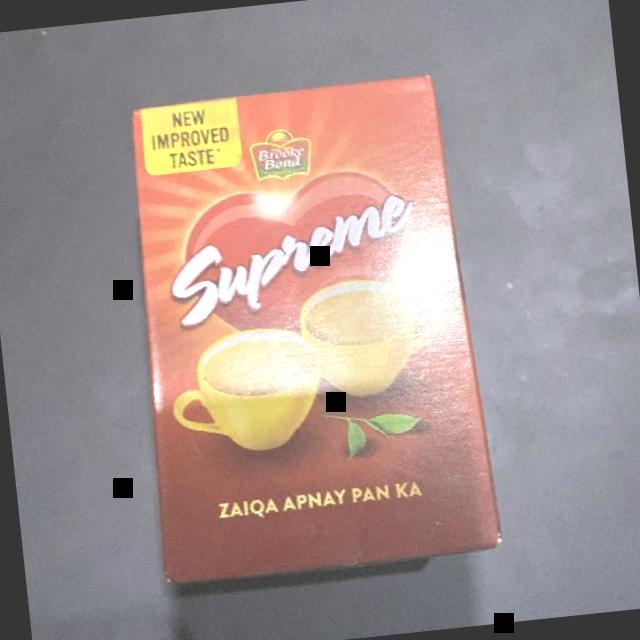 NEW
IMPROVED
TASTE*
Brooke
Bond
Supreme
ZAIQA APNAY PAN KA